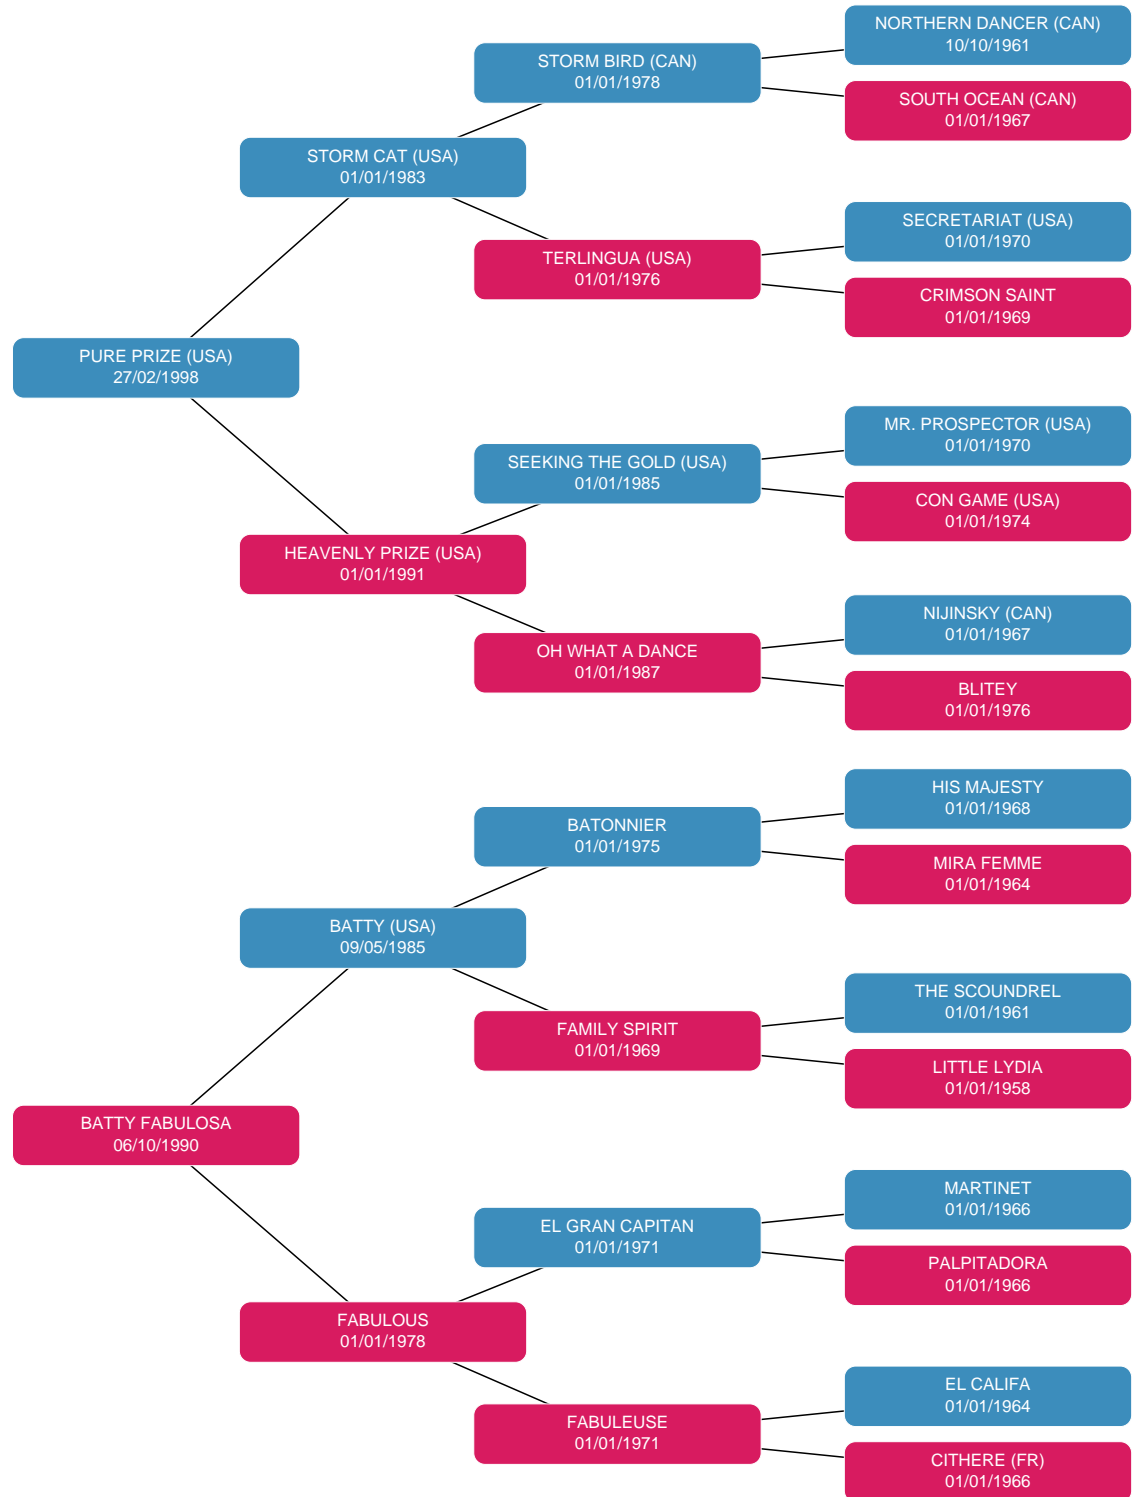 NORTHERN DANCER (CAN)
10/10/1961
STORM BIRD (CAN)
01/01/1978
SOUTH OCEAN (CAN)
01/01/1967
STORM CAT (USA)
01/01/1983
SECRETARIAT (USA)
01/01/1970
TERLINGUA (USA)
01/01/1976
CRIMSON SAINT
01/01/1969
PURE PRIZE (USA)
27/02/1998
MR. PROSPECTOR (USA)
01/01/1970
SEEKING THE GOLD (USA)
01/01/1985
CON GAME (USA)
01/01/1974
HEAVENLY PRIZE (USA)
01/01/1991
NIJINSKY (CAN)
01/01/1967
OH WHAT A DANCE
01/01/1987
BLITEY
01/01/1976
HIS MAJESTY
01/01/1968
BATONNIER
01/01/1975
MIRA FEMME
01/01/1964
BATTY (USA)
09/05/1985
THE SCOUNDREL
01/01/1961
FAMILY SPIRIT
01/01/1969
LITTLE LYDIA
01/01/1958
BATTY FABULOSA
06/10/1990
MARTINET
01/01/1966
EL GRAN CAPITAN
01/01/1971
PALPITADORA
01/01/1966
FABULOUS
01/01/1978
EL CALIFA
01/01/1964
FABULEUSE
01/01/1971
CITHERE (FR)
01/01/1966